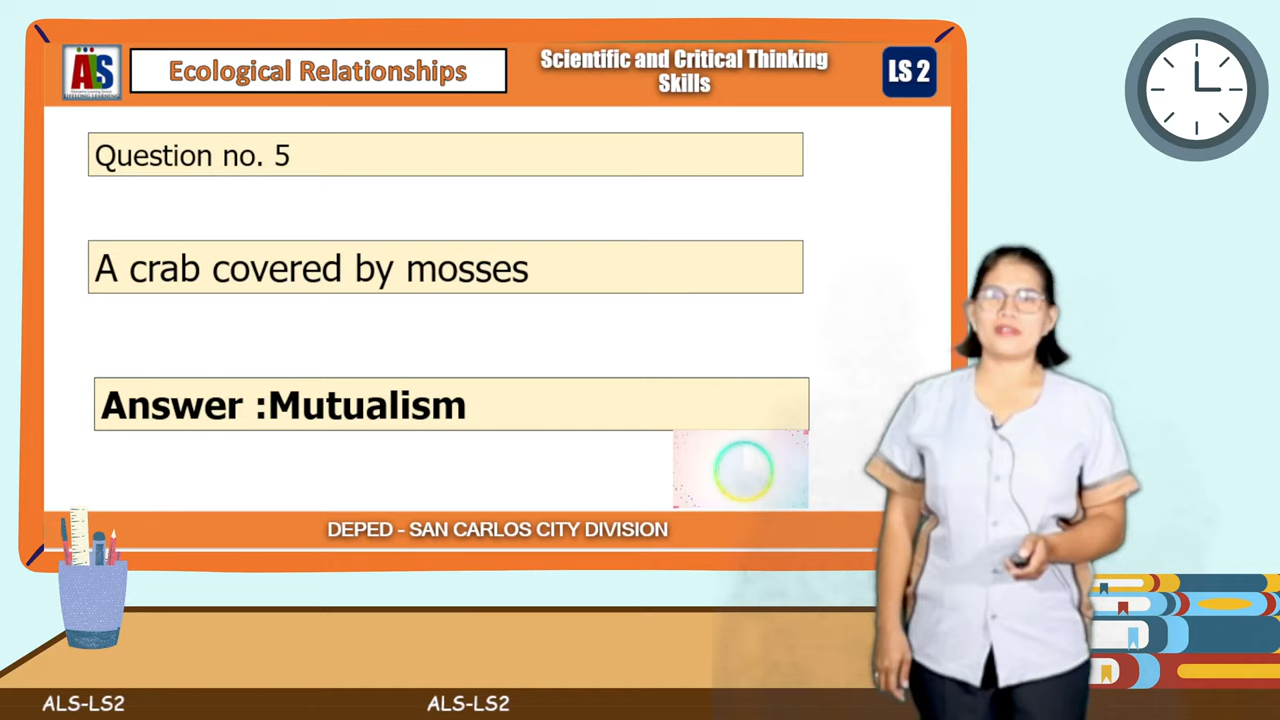 ALS
Ecological Relationships
Scientific and Critical Thinking
Skills
LS 2
Question no. 5
A crab covered by mosses
Answer :Mutualism
DEPED - SAN CARLOS CITY DIVISION
ALS-LS2
ALS-LS2